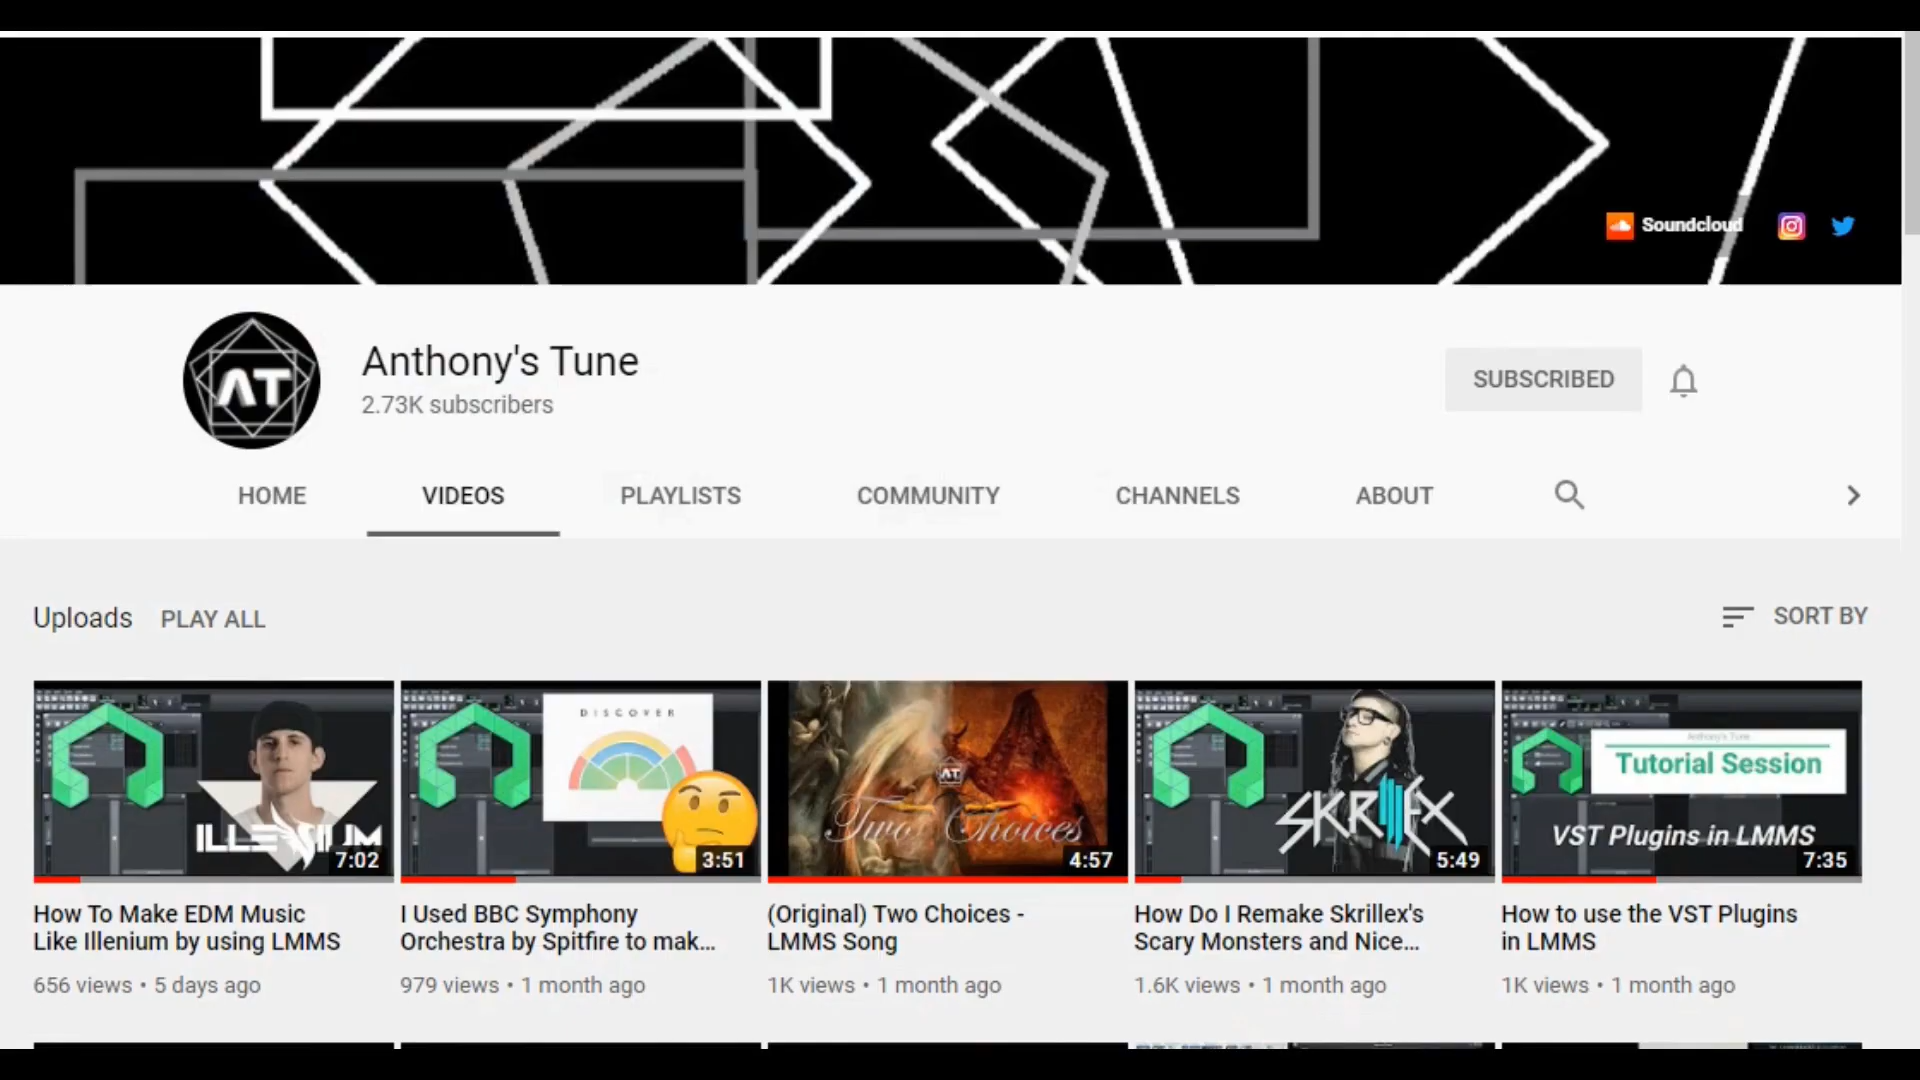 Soundcloud
AT
Anthony's Tune
2.73K subscribers
SUBSCRIBED
HOME
VIDEOS
PLAYLISTS
COMMUNITY
CHANNELS
ABOUT
Uploads
PLAY ALL
SORT BY
ILLENIUM
7:02
DISCOVER
3:51
AT
Two Choices
4:57
SKRILLEX
5:49
Anthony's Tune
Tutorial Session
VST Plugins in LMMS
7:35
How To Make EDM Music
Like Illenium by using LMMS
656 views • 5 days ago
I Used BBC Symphony
Orchestra by Spitfire to mak...
979 views • 1 month ago
(Original) Two Choices -
LMMS Song
1K views • 1 month ago
How Do I Remake Skrillex's
Scary Monsters and Nice...
1.6K views • 1 month ago
How to use the VST Plugins
in LMMS
1K views • 1 month ago